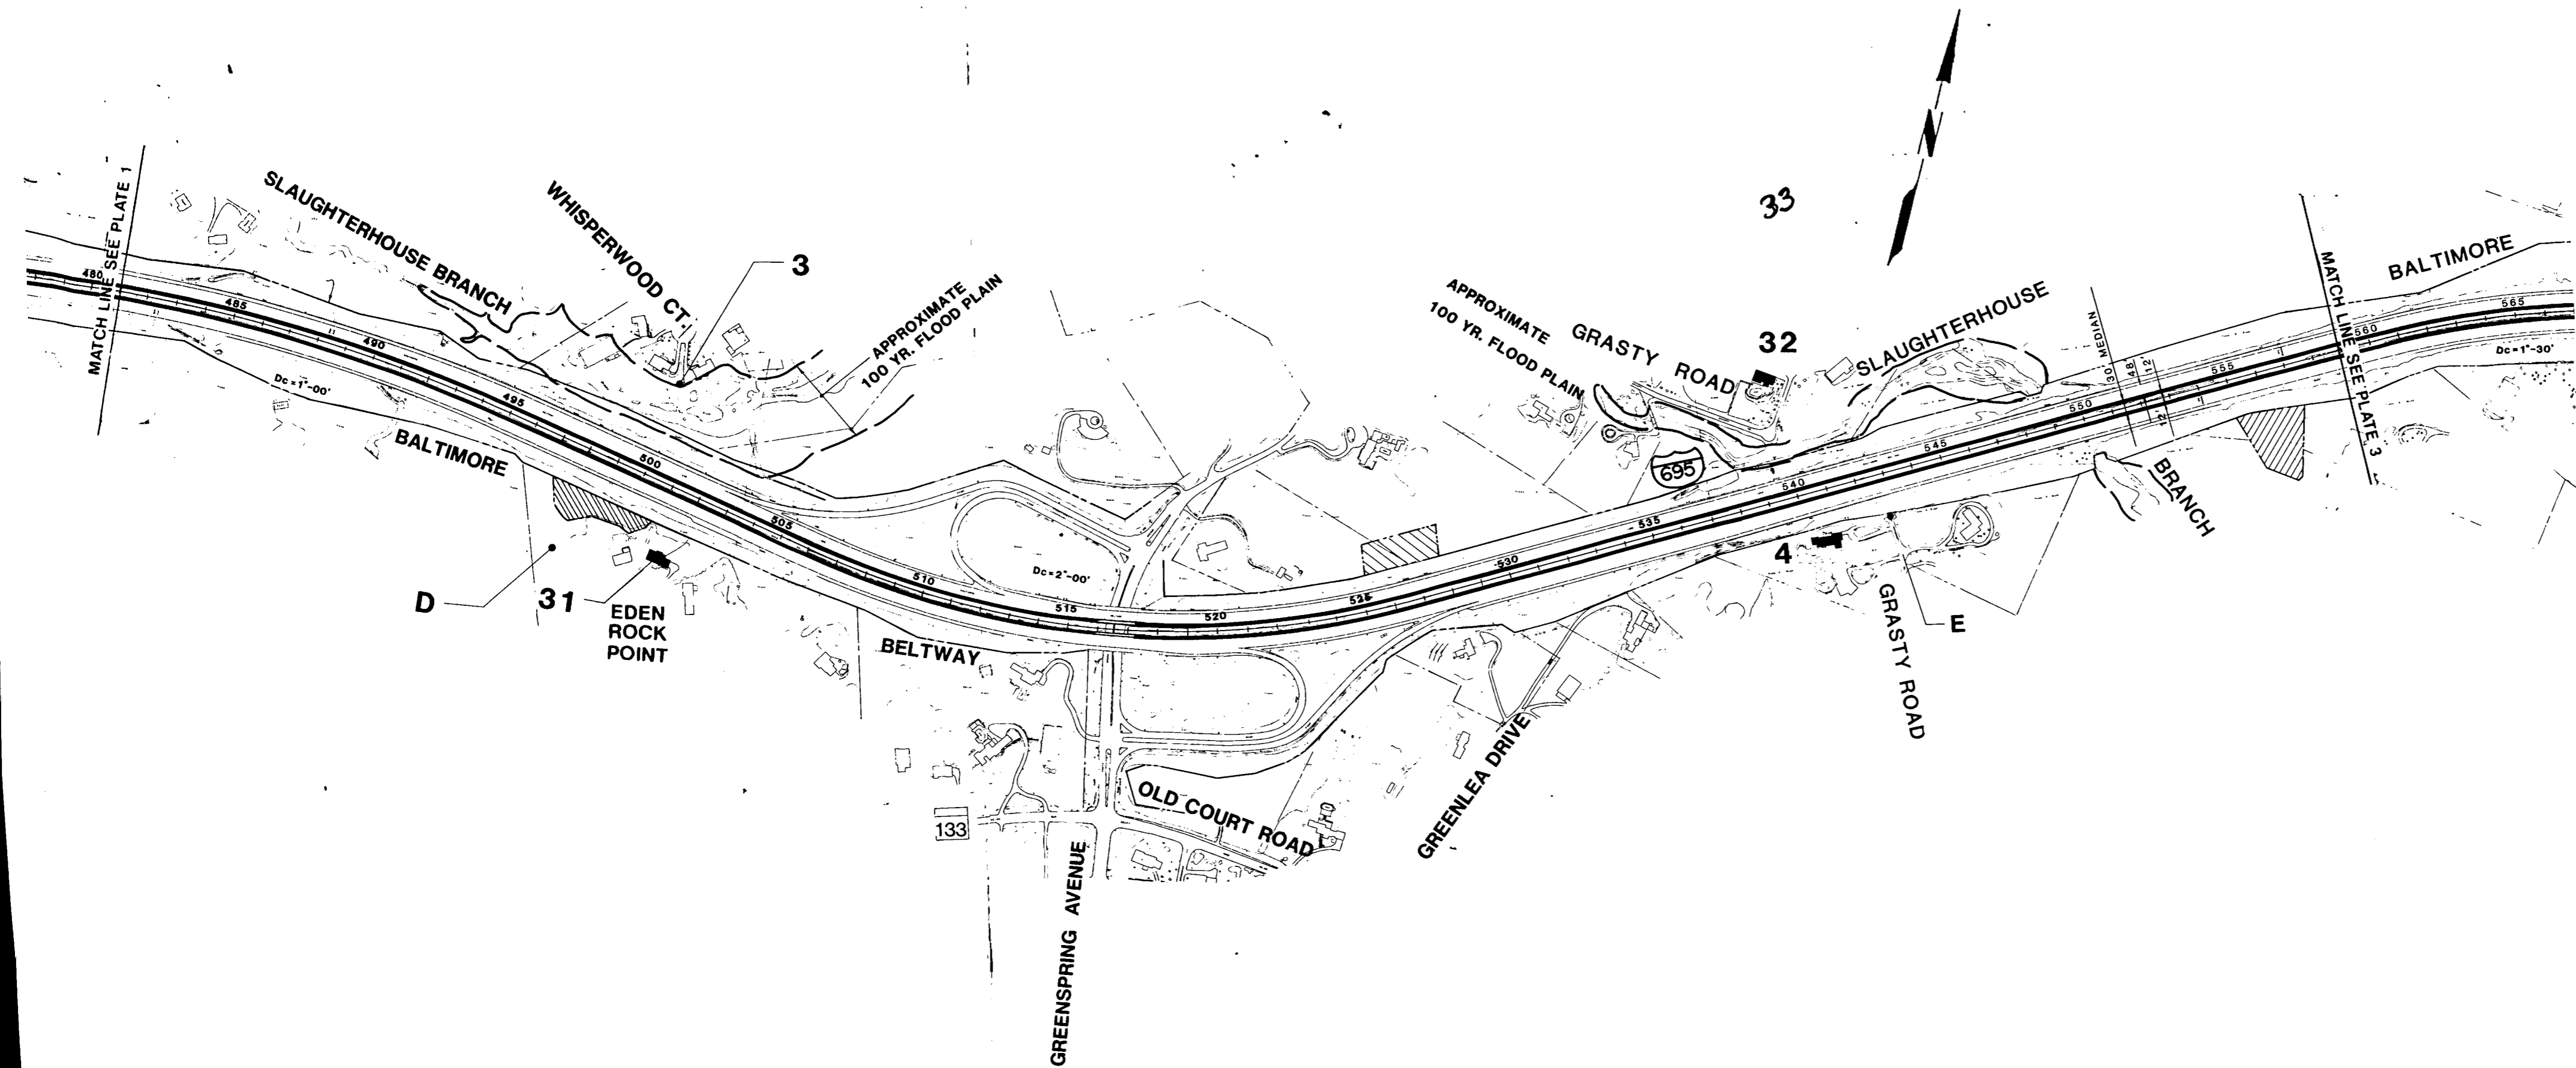 MATCH LINE SEE PLATE 1
SLAUGHTERHOUSE BRANCH
WHISPERWOOD CT.
3
APPROXIMATE
100 YR. FLOOD PLAIN
480
485
490
495
500
505
510
515
520
525
530
535
540
545
550
555
560
565
Dc = 1°-00'
BALTIMORE
D
31
EDEN
ROCK
POINT
BELTWAY
Dc = 2°-00'
133
GREENSPRING AVENUE
OLD COURT ROAD
GREENLEA DRIVE
APPROXIMATE
100 YR. FLOOD PLAIN
GRASTY ROAD
32
33
695
SLAUGHTERHOUSE
BRANCH
4
E
GRASTY ROAD
30' MEDIAN
48'
12'
12'
MATCH LINE SEE PLATE 3
BALTIMORE
Dc = 1°-30'
N